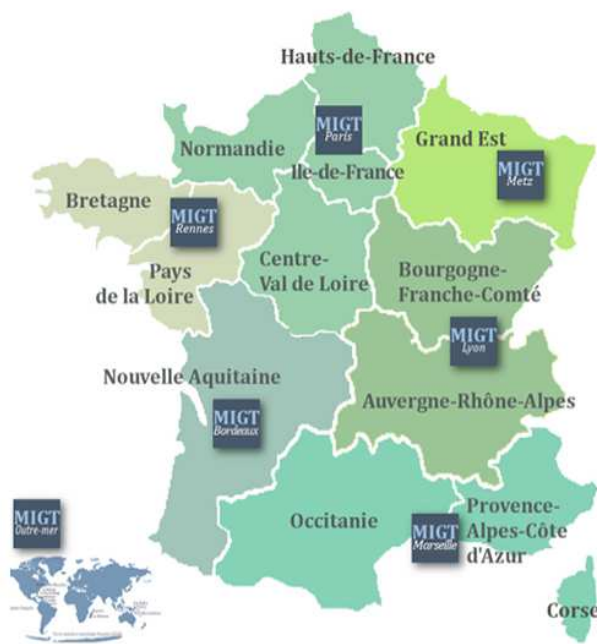 Hauts-de-France
MIGT
Paris
Normandie
Ile-de-France
Grand Est
MIGT
Metz
Bretagne
MIGT
Rennes
Pays
de la Loire
Centre-
Val de Loire
Bourgogne-
Franche-Comté
MIGT
Lyon
Nouvelle Aquitaine
MIGT
Bordeaux
Auvergne-Rhône-Alpes
MIGT
Outre-mer
Occitanie
MIGT
Marseille
Provence-
Alpes-Côte
d'Azur
Corse